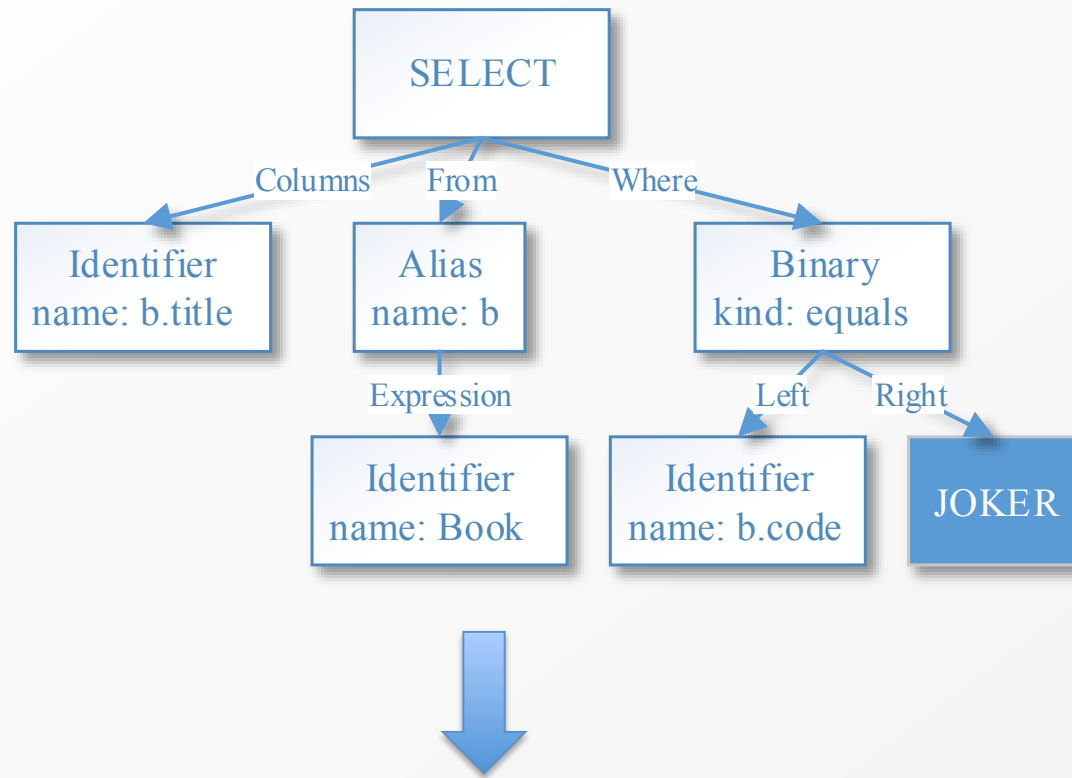 SELECT
Columns
From
Where
Identifier
name: b.title
Alias
name: b
Binary
kind: equals
Expression
Left
Right
Identifier
name: Book
Identifier
name: b.code
JOKER